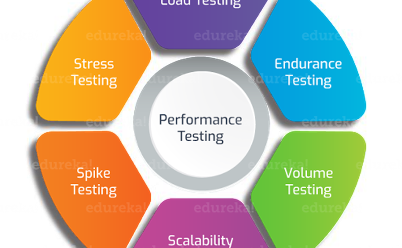 Load Testing
Stress
Testing
Endurance
Testing
Performance
Testing
Spike
Testing
Volume
Testing
Scalability
edureka!
edureka!
edureka!
edureka!
edureka!